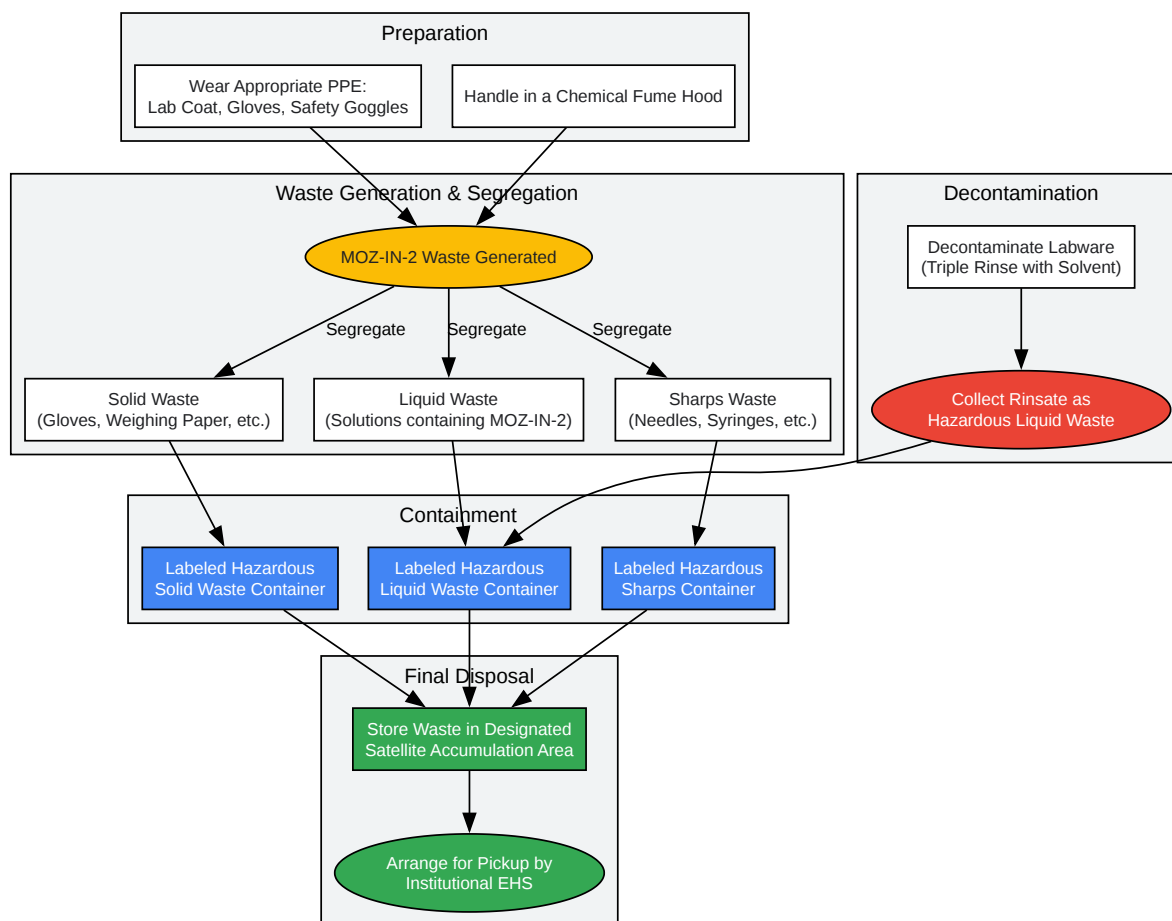 Preparation
Wear Appropriate PPE:
Lab Coat, Gloves, Safety Goggles
Handle in a Chemical Fume Hood
Waste Generation & Segregation
MOZ-IN-2 Waste Generated
Segregate
Segregate
Segregate
Solid Waste
(Gloves, Weighing Paper, etc.)
Liquid Waste
(Solutions containing MOZ-IN-2)
Sharps Waste
(Needles, Syringes, etc.)
Decontamination
Decontaminate Labware
(Triple Rinse with Solvent)
Collect Rinsate as
Hazardous Liquid Waste
Containment
Labeled Hazardous
Solid Waste Container
Labeled Hazardous
Liquid Waste Container
Labeled Hazardous
Sharps Container
Final Disposal
Store Waste in Designated
Satellite Accumulation Area
Arrange for Pickup by
Institutional EHS